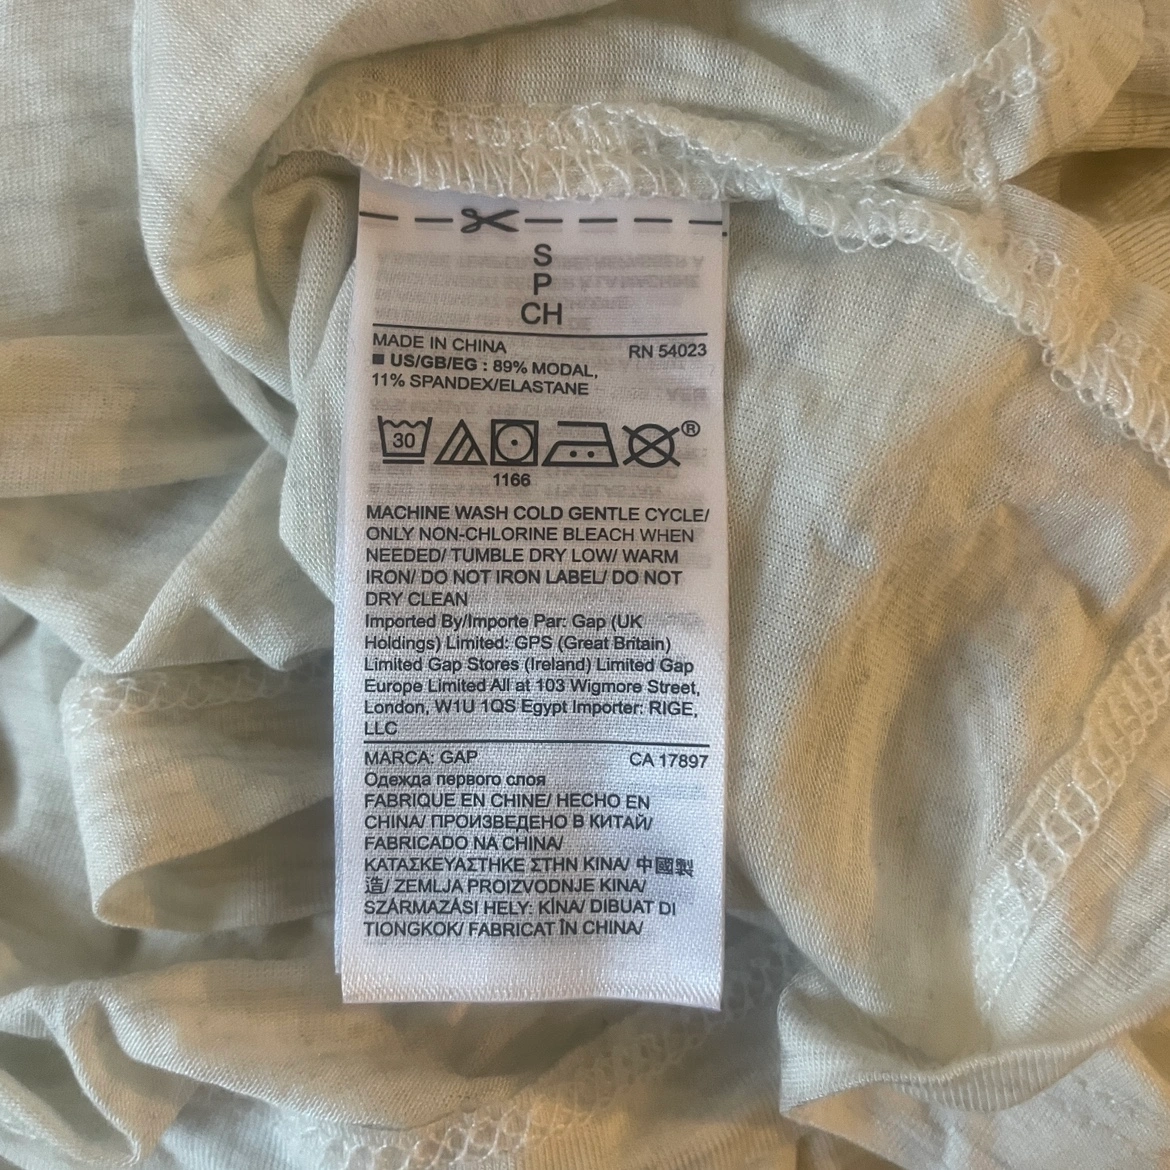 S
P
CH
MADE IN CHINA RN 54023
US/GB/EG : 89% MODAL,
11% SPANDEX/ELASTANE
30
®
1166
MACHINE WASH COLD GENTLE CYCLE/
ONLY NON-CHLORINE BLEACH WHEN
NEEDED/ TUMBLE DRY LOW/ WARM
IRON/ DO NOT IRON LABEL/ DO NOT
DRY CLEAN
Imported By/Importe Par: Gap (UK
Holdings) Limited: GPS (Great Britain)
Limited Gap Stores (Ireland) Limited Gap
Europe Limited All at 103 Wigmore Street,
London, W1U 1QS Egypt Importer: RIGE,
LLC
MARCA: GAP CA 17897
Одежда первого слоя
FABRIQUE EN CHINE/ HECHO EN
CHINA/ ПРОИЗВЕДЕНО В КИТАЙ/
FABRICADO NA CHINA/
ΚΑΤΑΣΚΕΥΑΣΤΗΚΕ ΣΤΗΝ ΚΙΝΑ/ 中國製
造/ ZEMLJA PROIZVODNJE KINA/
SZÁRMAZÁSI HELY: KÍNA/ DIBUAT DI
TIONGKOK/ FABRICAT ÎN CHINA/